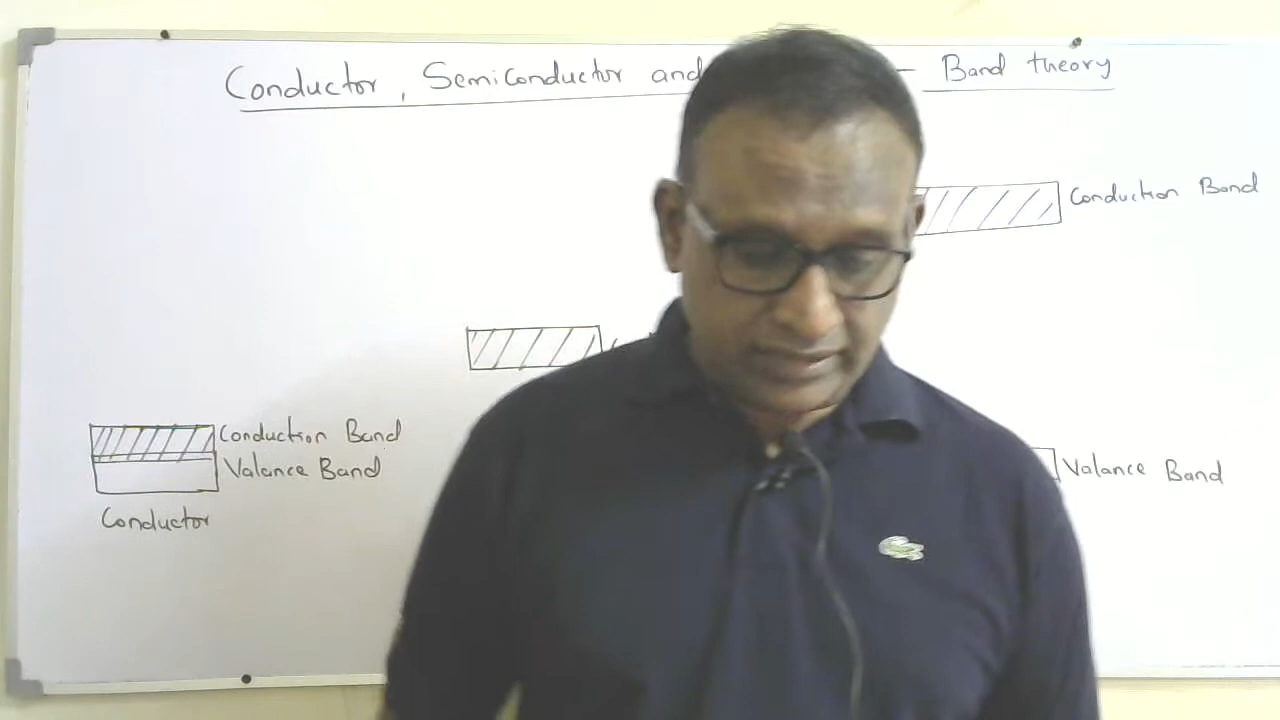 Conductor, Semiconductor and — Band theory
Conduction Band
Conduction Band
Valance Band
Valance Band
Conductor